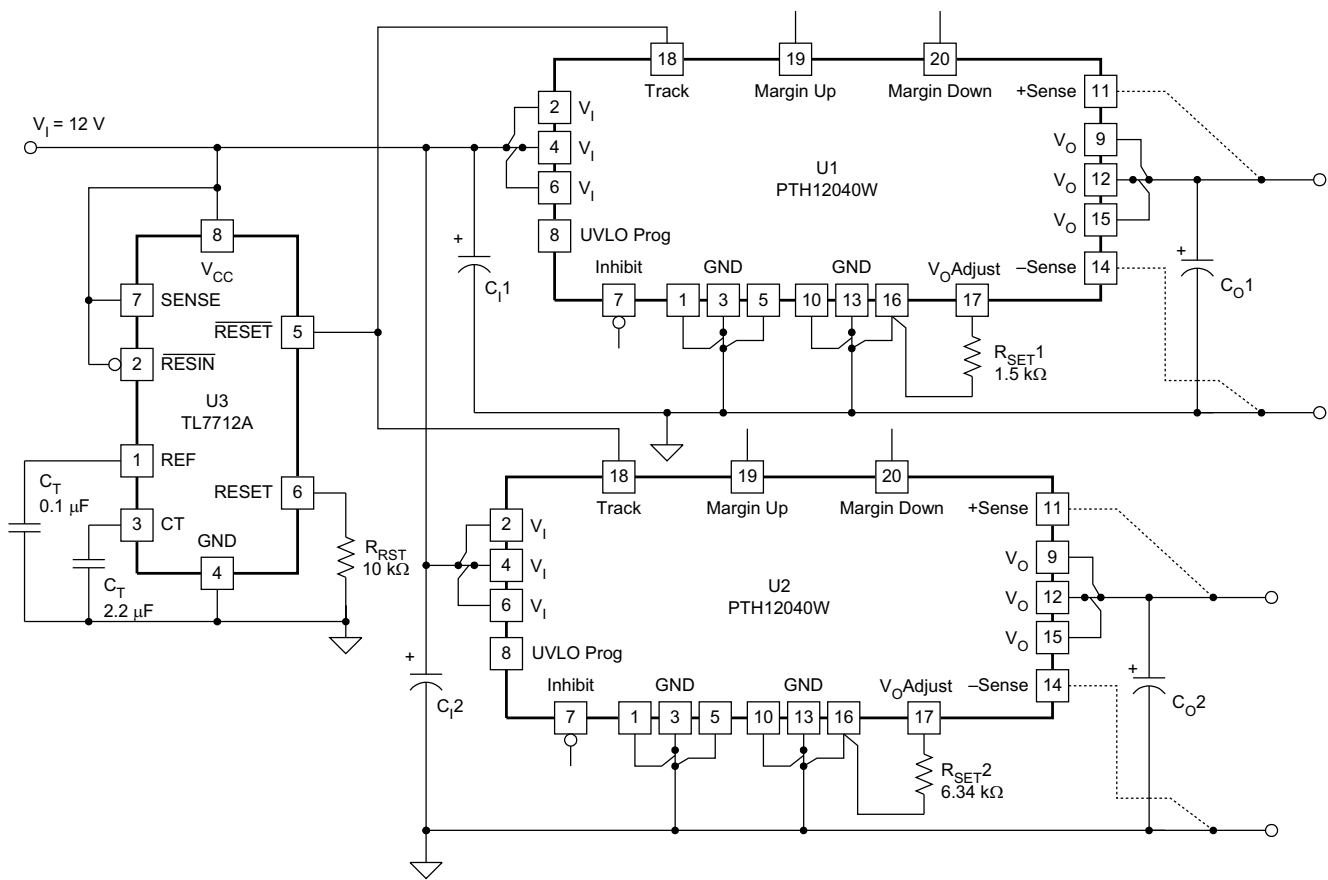 18
19
20
Track
Margin Up
Margin Down
+Sense
11
2
V_I
V_I = 12 V
4
V_I
6
V_I
8
UVLO Prog
U1
PTH12040W
V_O
9
V_O
12
V_O
15
–Sense
14
Inhibit
GND
GND
V_O Adjust
7
1
3
5
10
13
16
17
+
C_I1
+
C_O1
R_SET1
1.5 kΩ
8
V_CC
7
SENSE
RESET
5
2
RESIN
U3
TL7712A
1
REF
C_T
0.1 μF
RESET
6
3
CT
GND
4
C_T
2.2 μF
R_RST
10 kΩ
18
19
20
Track
Margin Up
Margin Down
+Sense
11
2
V_I
4
V_I
6
V_I
8
UVLO Prog
U2
PTH12040W
V_O
9
V_O
12
V_O
15
–Sense
14
Inhibit
GND
GND
V_O Adjust
7
1
3
5
10
13
16
17
+
C_I2
+
C_O2
R_SET2
6.34 kΩ